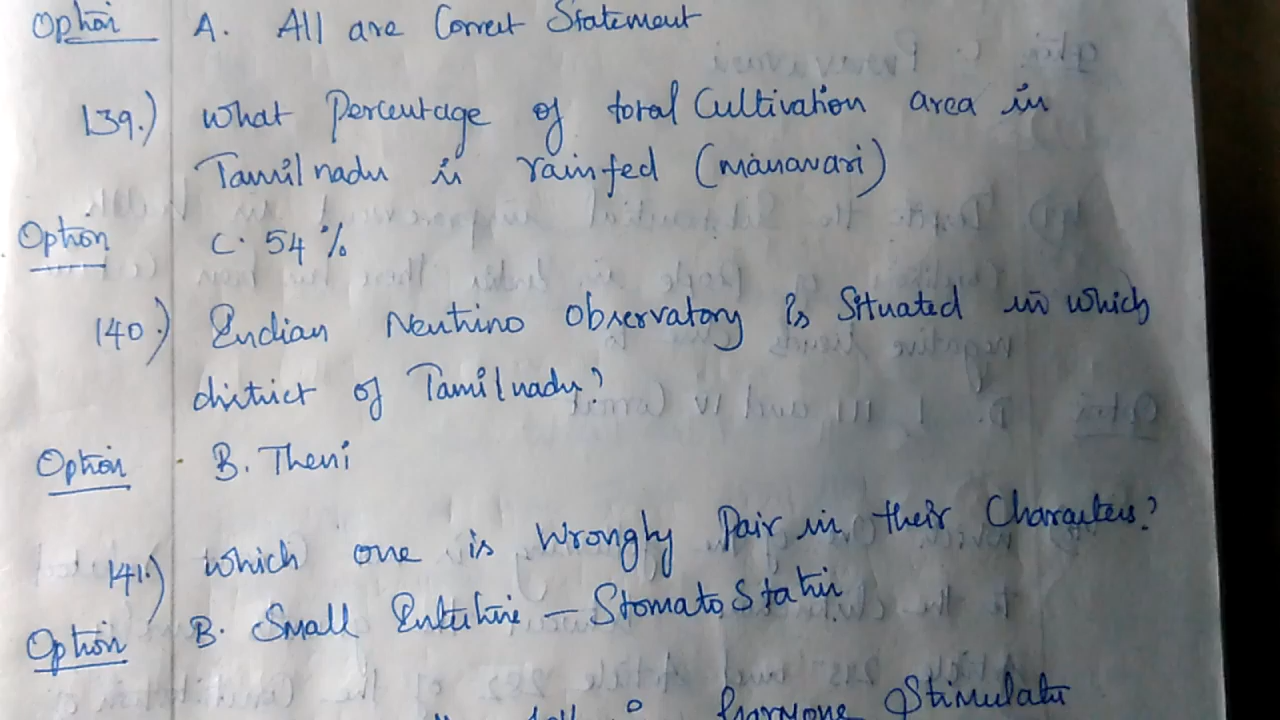 Option A. All are Correct Statement
139.) what Percentage of total Cultivation area in
Tamil nadu is rainfed (manavari)
Option C. 54 %
140.) Indian Neutrino Observatory is Situated in which
district of Tamilnadu?
Option B. Theni
141.) which one is wrongly Pair in their Characters?
Option B. Small Intestine - Stomato Statin
hormone Stimulate